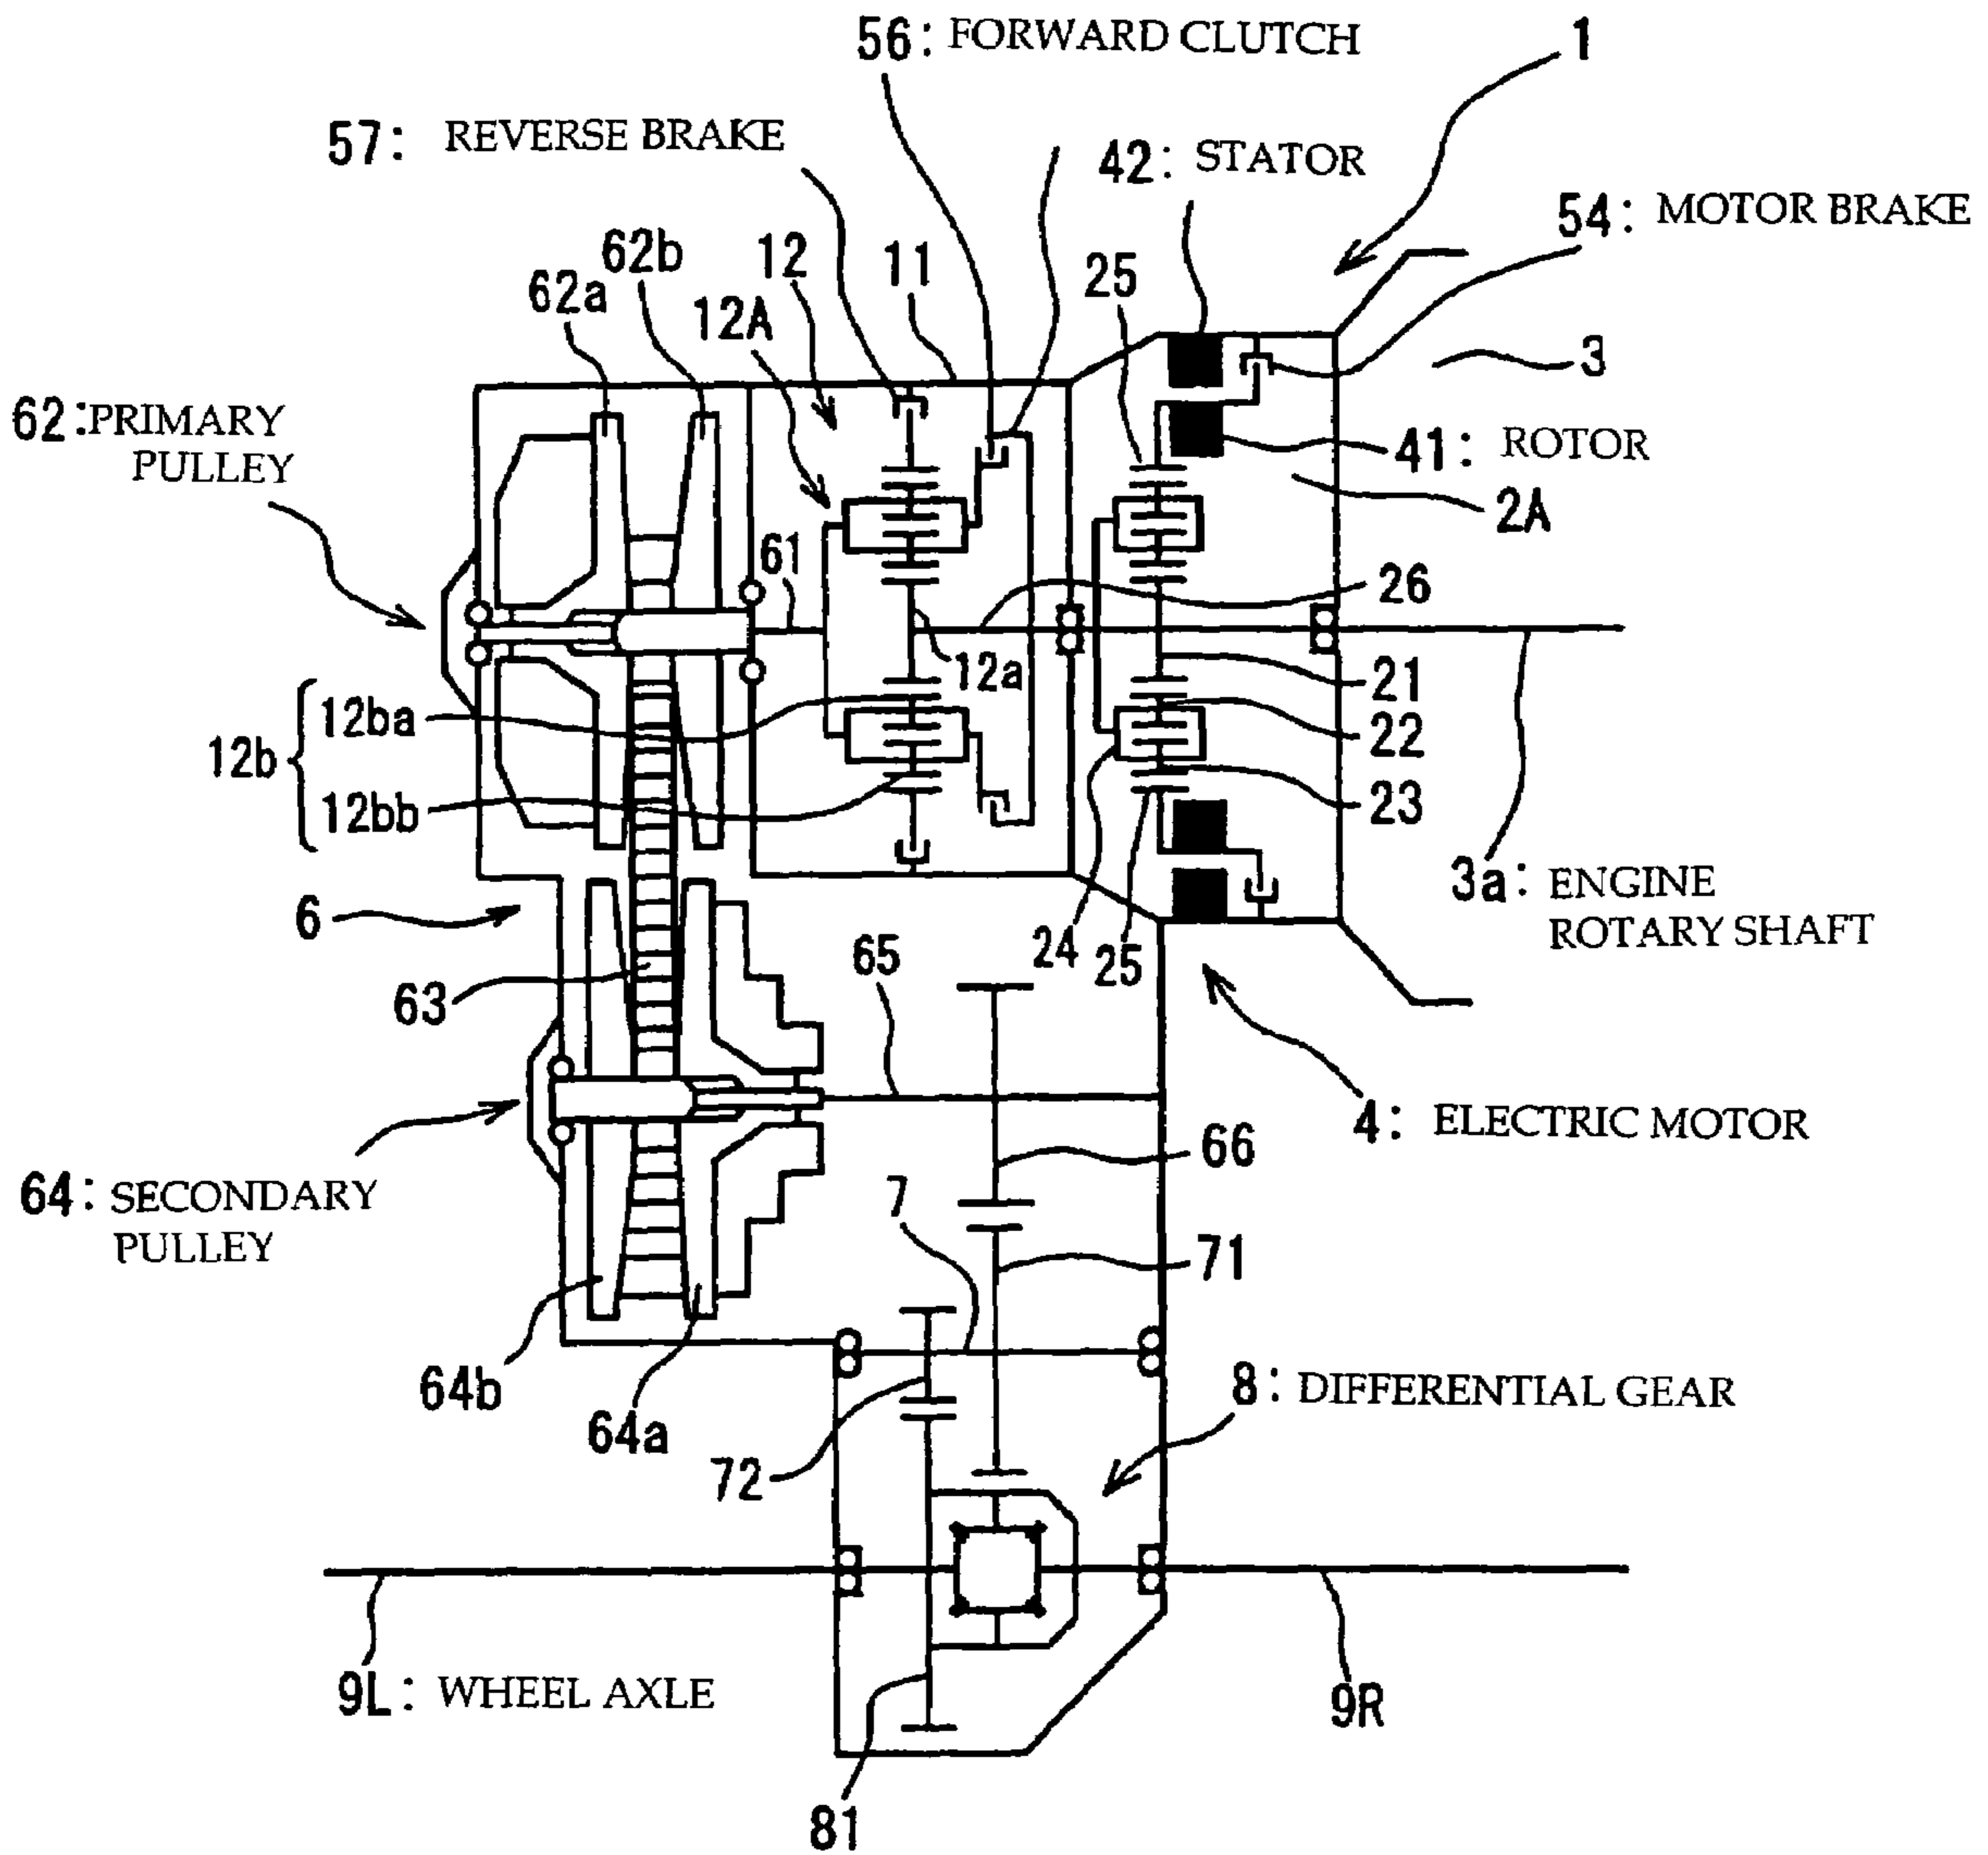 56: FORWARD CLUTCH
1
57: REVERSE BRAKE
42: STATOR
54: MOTOR BRAKE
62b
12
11
25
62a
12A
3
62: PRIMARY
PULLEY
41: ROTOR
2A
61
26
12a
21
12ba
22
12b
12bb
23
3a: ENGINE
ROTARY SHAFT
6
24
25
65
63
4: ELECTRIC MOTOR
66
64: SECONDARY
PULLEY
7
71
64b
64a
8: DIFFERENTIAL GEAR
72
9L: WHEEL AXLE
9R
81